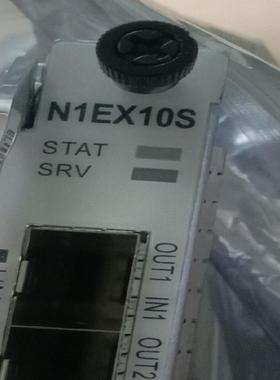 N1EX10S
STAT
SRV
OUT1 IN1 OUT2